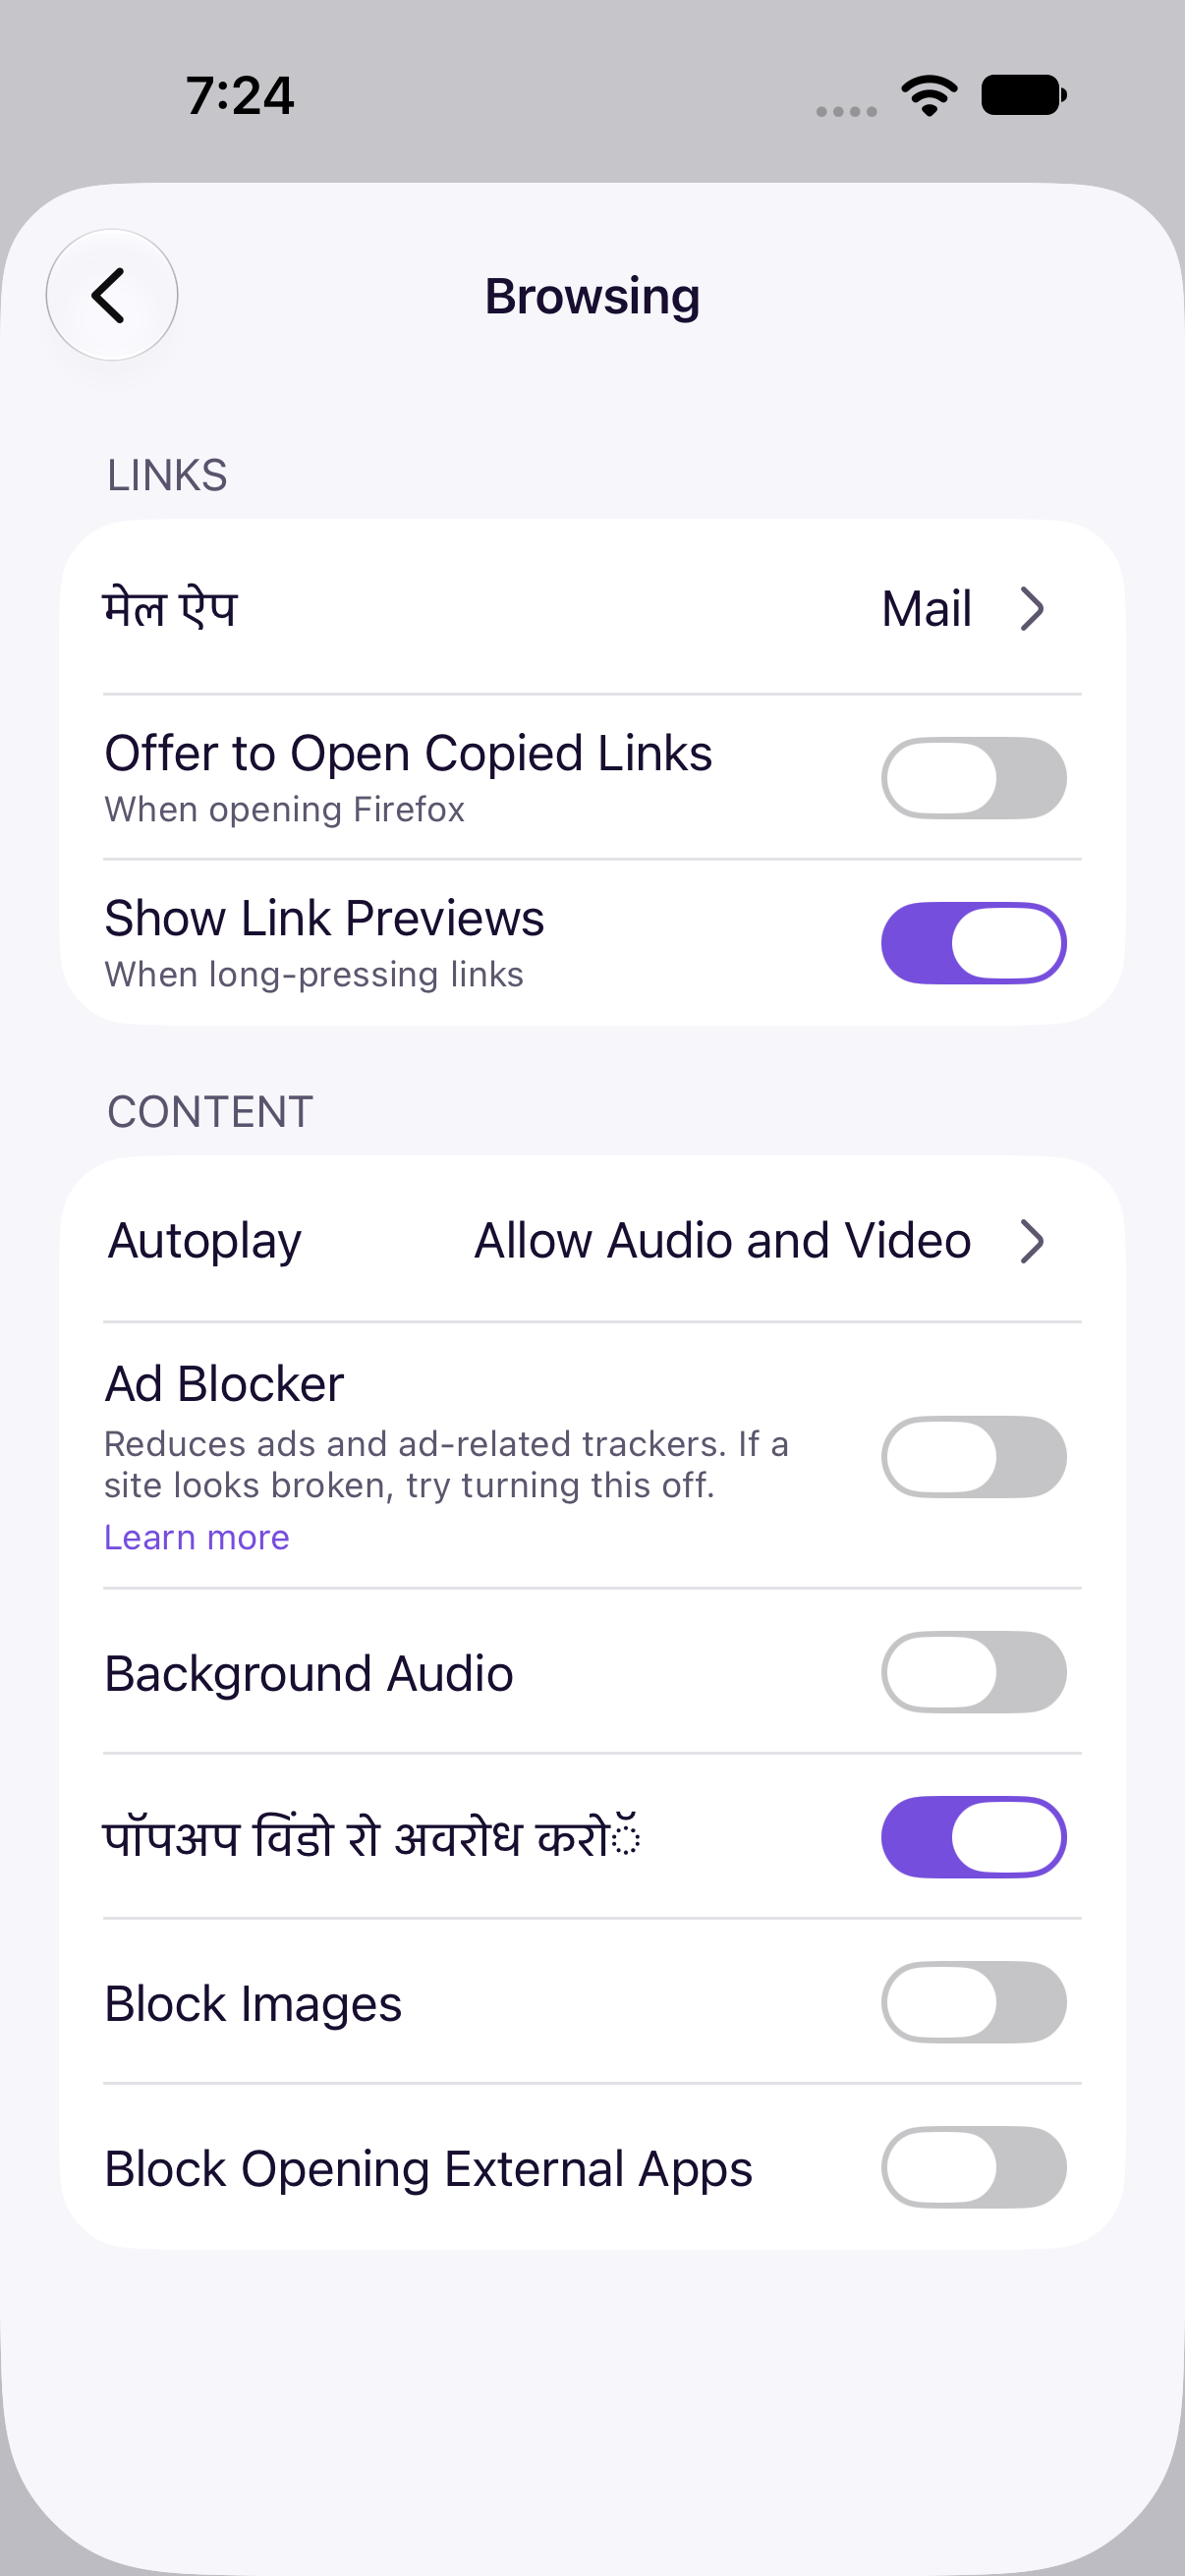 7:24
Browsing
LINKS
मेल ऐप
Mail
Offer to Open Copied Links
When opening Firefox
Show Link Previews
When long-pressing links
CONTENT
Autoplay
Allow Audio and Video
Ad Blocker
Reduces ads and ad-related trackers. If a
site looks broken, try turning this off.
Learn more
Background Audio
पॉपअप विंडो रो अवरोध करोॅ
Block Images
Block Opening External Apps